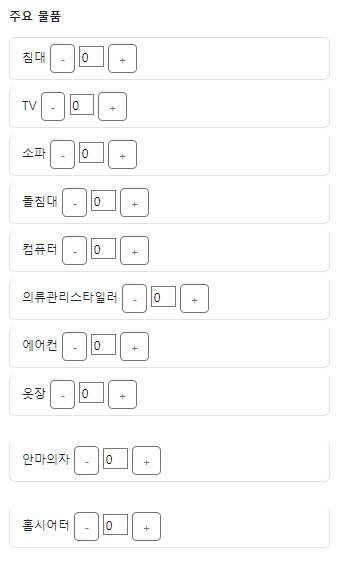 주요 물품
침대 - 0 +
TV - 0 +
소파 - 0 +
돌침대 - 0 +
컴퓨터 - 0 +
의류관리스타일러 - 0 +
에어컨 - 0 +
옷장 - 0 +
안마의자 - 0 +
홈시어터 - 0 +